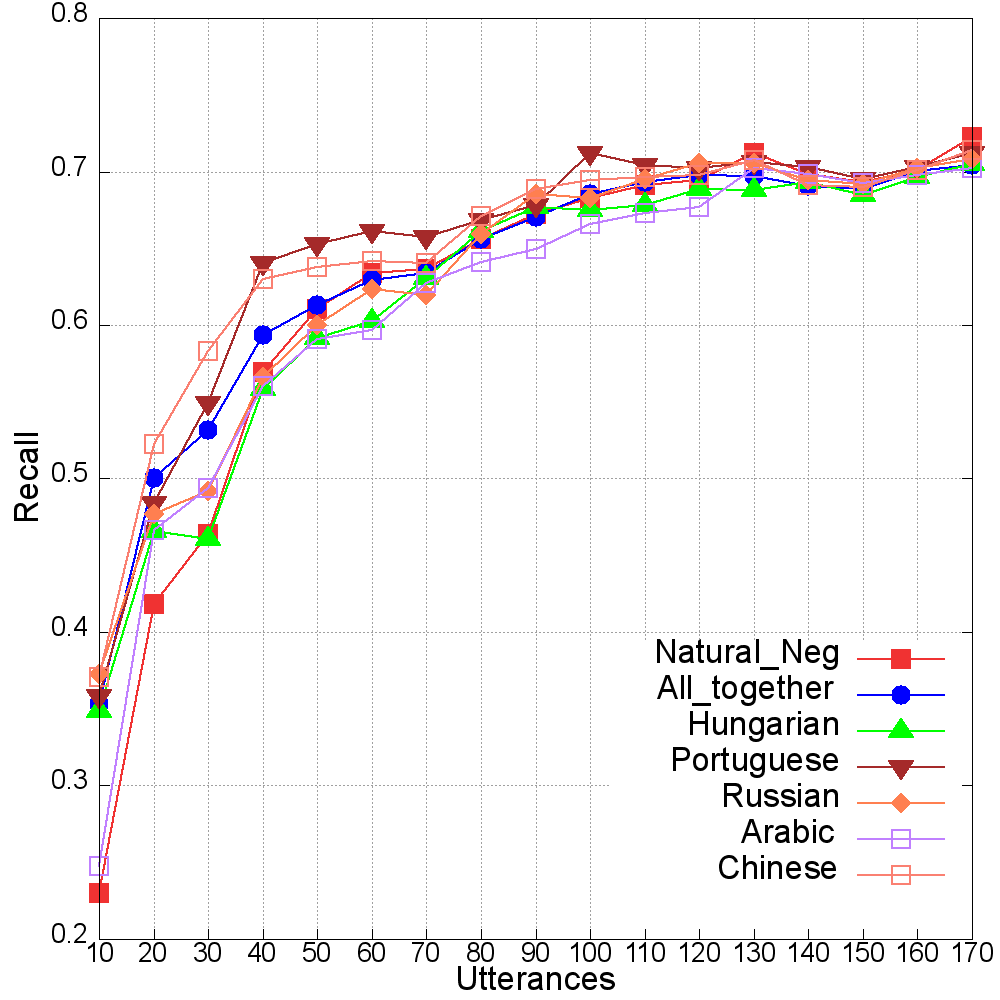 0.8
0.7
0.6
0.5
0.4
0.3
0.2
Recall
Natural_Neg
All_together
Hungarian
Portuguese
Russian
Arabic
Chinese
10 20 30 40 50 60 70 80 90 100 110 120 130 140 150 160 170
Utterances